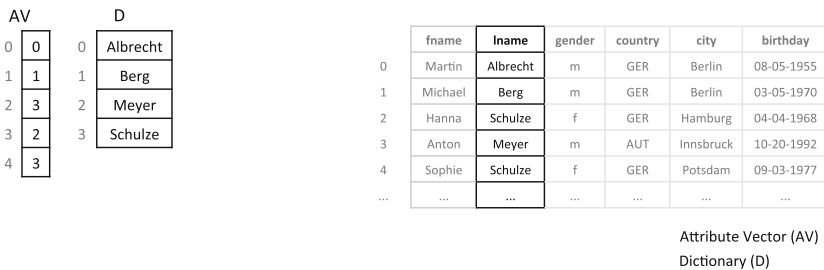 AV D
0 0 0 Albrecht
1 1 1 Berg
2 3 2 Meyer
3 2 3 Schulze
4 3
fname lname gender country city birthday
0 Martin Albrecht m GER Berlin 08-05-1955
1 Michael Berg m GER Berlin 03-05-1970
2 Hanna Schulze f GER Hamburg 04-04-1968
3 Anton Meyer m AUT Innsbruck 10-20-1992
4 Sophie Schulze f GER Potsdam 09-03-1977
... ... ... ... ... ... ...
Attribute Vector (AV)
Dictionary (D)